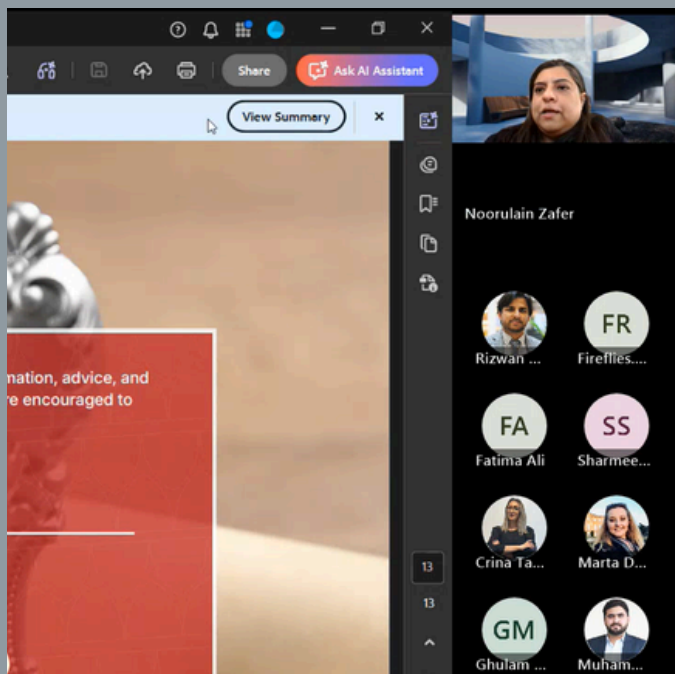 Share
Ask AI Assistant
View Summary
mation, advice, and
re encouraged to
13
13
Noorulain Zafer
Rizwan ...
FR
Fireflies....
FA
Fatima Ali
SS
Sharmee...
Crina Ta...
Marta D...
GM
Ghulam ...
Muham...